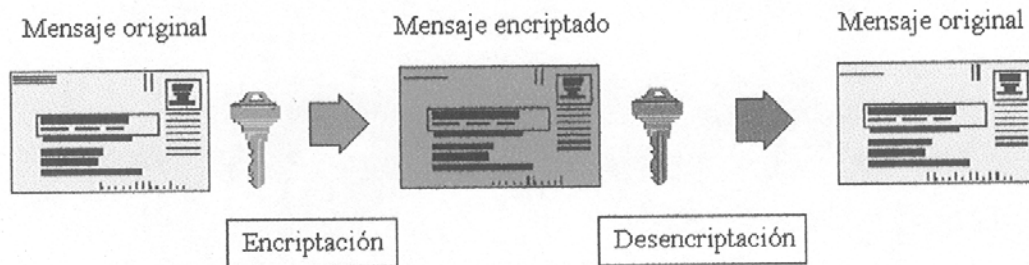 Mensaje original
Mensaje encriptado
Mensaje original
Encriptación
Desencriptación